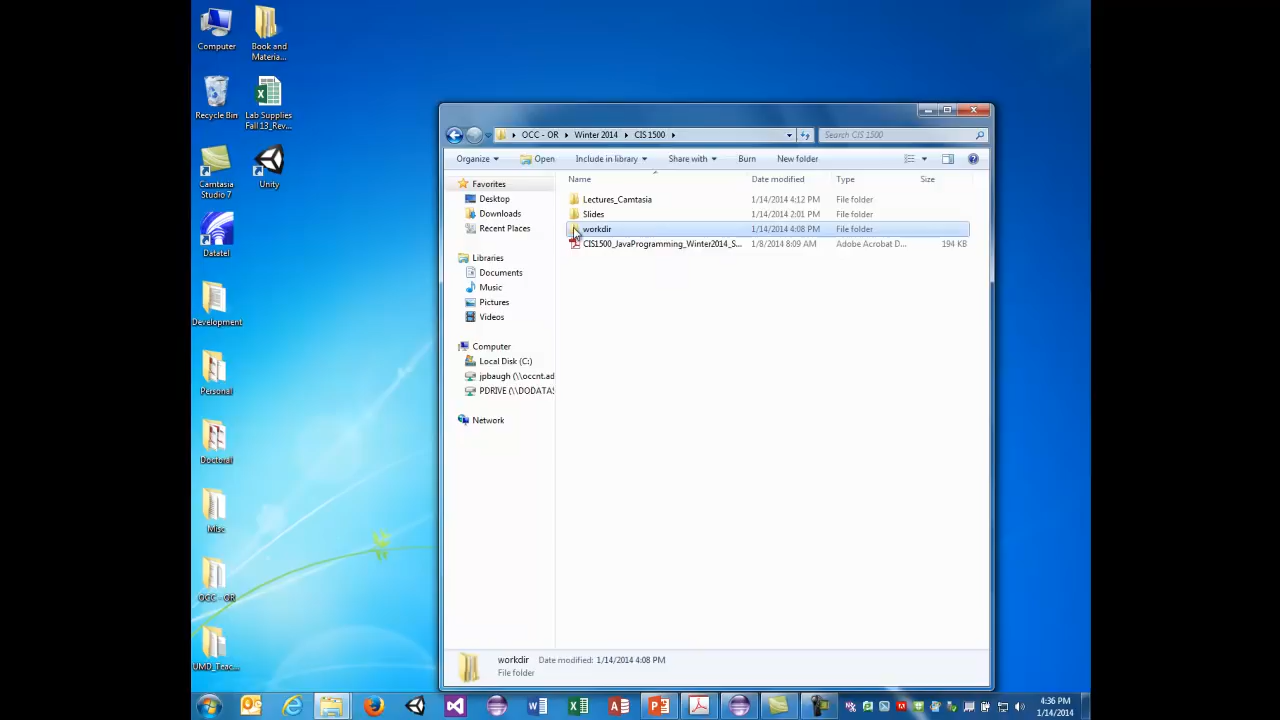 Computer
Book and Materia...
Recycle Bin
Lab Supplies Fall 13_Rev...
Camtasia Studio 7
Unity
Datatel
Development
Personal
Doctoral
Misc
OCC - OR
UMD_Teac...
OCC - OR Winter 2014 CIS 1500
Search CIS 1500
Organize Open Include in library Share with Burn New folder
Name Date modified Type Size
Favorites
Desktop
Downloads
Recent Places
Libraries
Documents
Music
Pictures
Videos
Computer
Local Disk (C:)
jpbaugh (\\occnt.ad
PDRIVE (\\DODATAS
Network
Lectures_Camtasia 1/14/2014 4:12 PM File folder
Slides 1/14/2014 2:01 PM File folder
workdir 1/14/2014 4:08 PM File folder
CIS1500_JavaProgramming_Winter2014_S... 1/8/2014 8:09 AM Adobe Acrobat D... 194 KB
workdir Date modified: 1/14/2014 4:08 PM
File folder
4:36 PM
1/14/2014